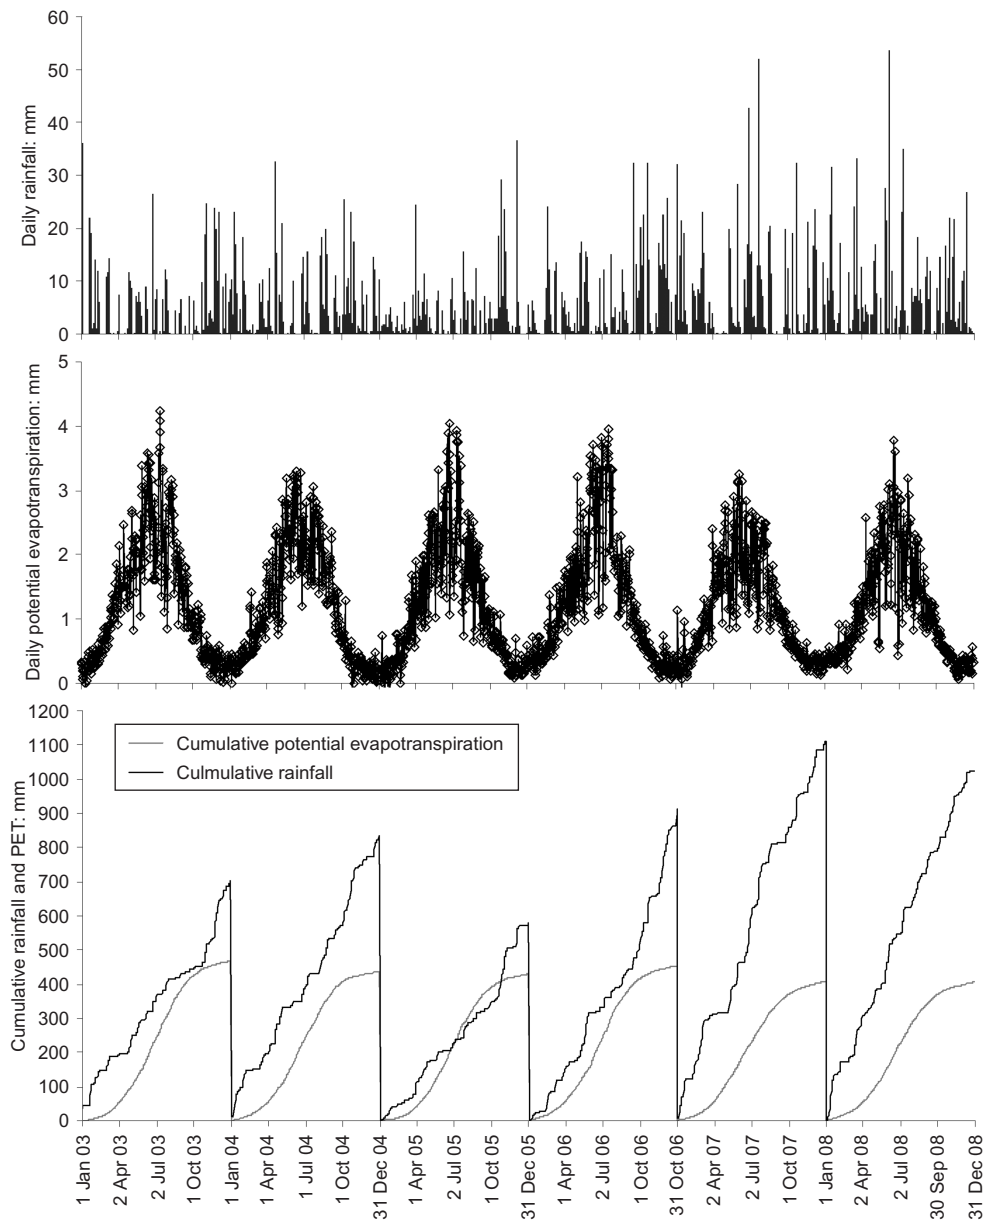 60
50
40
30
20
10
0
Daily rainfall: mm
5
4
3
2
1
0
Daily potential evapotranspiration: mm
1200
1100
1000
900
800
700
600
500
400
300
200
100
0
Cumulative rainfall and PET: mm
Cumulative potential evapotranspiration
Culmulative rainfall
1 Jan 03
2 Apr 03
2 Jul 03
1 Oct 03
1 Jan 04
1 Apr 04
1 Jul 04
1 Oct 04
31 Dec 04
1 Apr 05
2 Jul 05
1 Oct 05
31 Dec 05
1 Apr 06
2 Jul 06
1 Oct 06
31 Oct 06
2 Apr 07
2 Jul 07
1 Oct 07
1 Jan 08
2 Apr 08
2 Jul 08
30 Sep 08
31 Dec 08